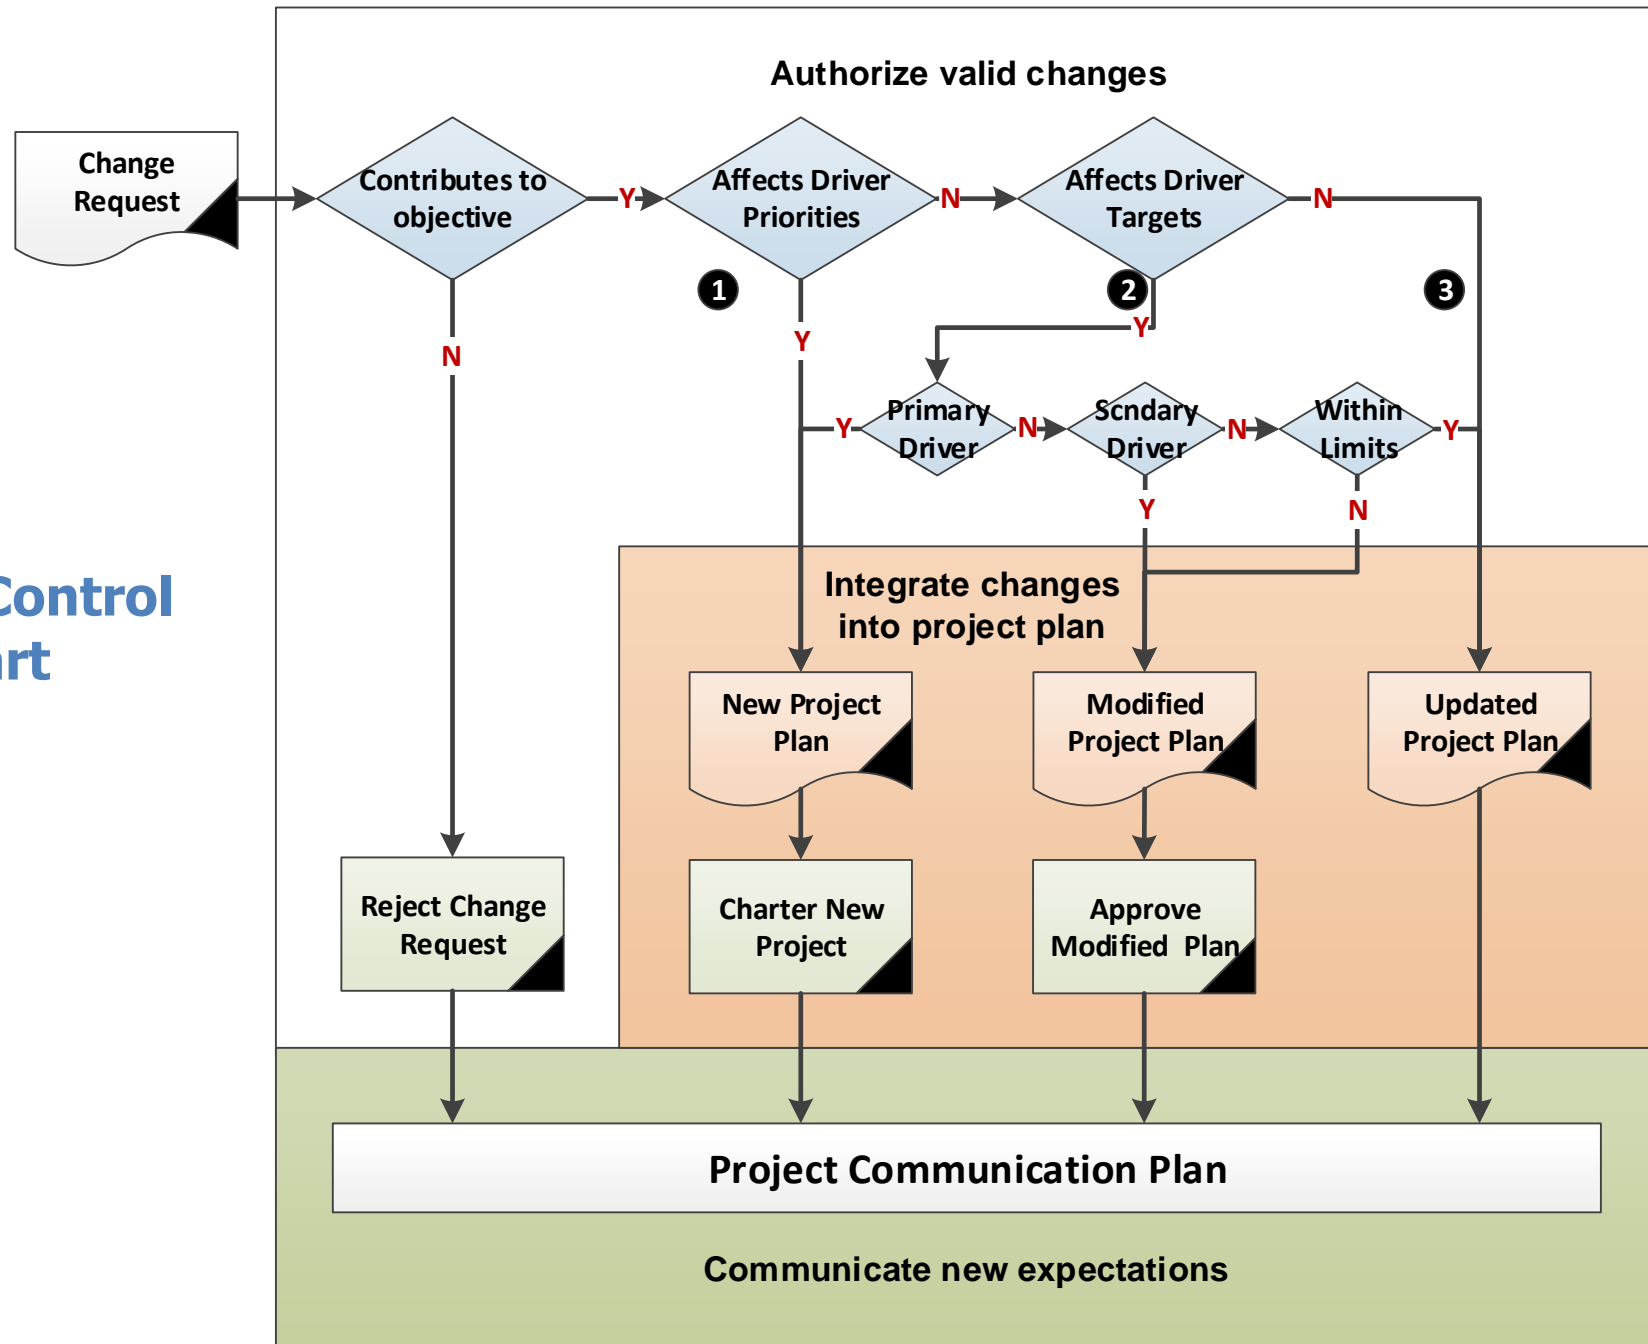 Authorize valid changes
Change
Request
Contributes to
objective
Y
Affects Driver
Priorities
N
Affects Driver
Targets
N
1
2
3
N
Y
Y
Y
Primary
Driver
N
Scndary
Driver
N
Within
Limits
Y
Y
N
Control
art
Integrate changes
into project plan
New Project
Plan
Modified
Project Plan
Updated
Project Plan
Reject Change
Request
Charter New
Project
Approve
Modified Plan
Project Communication Plan
Communicate new expectations